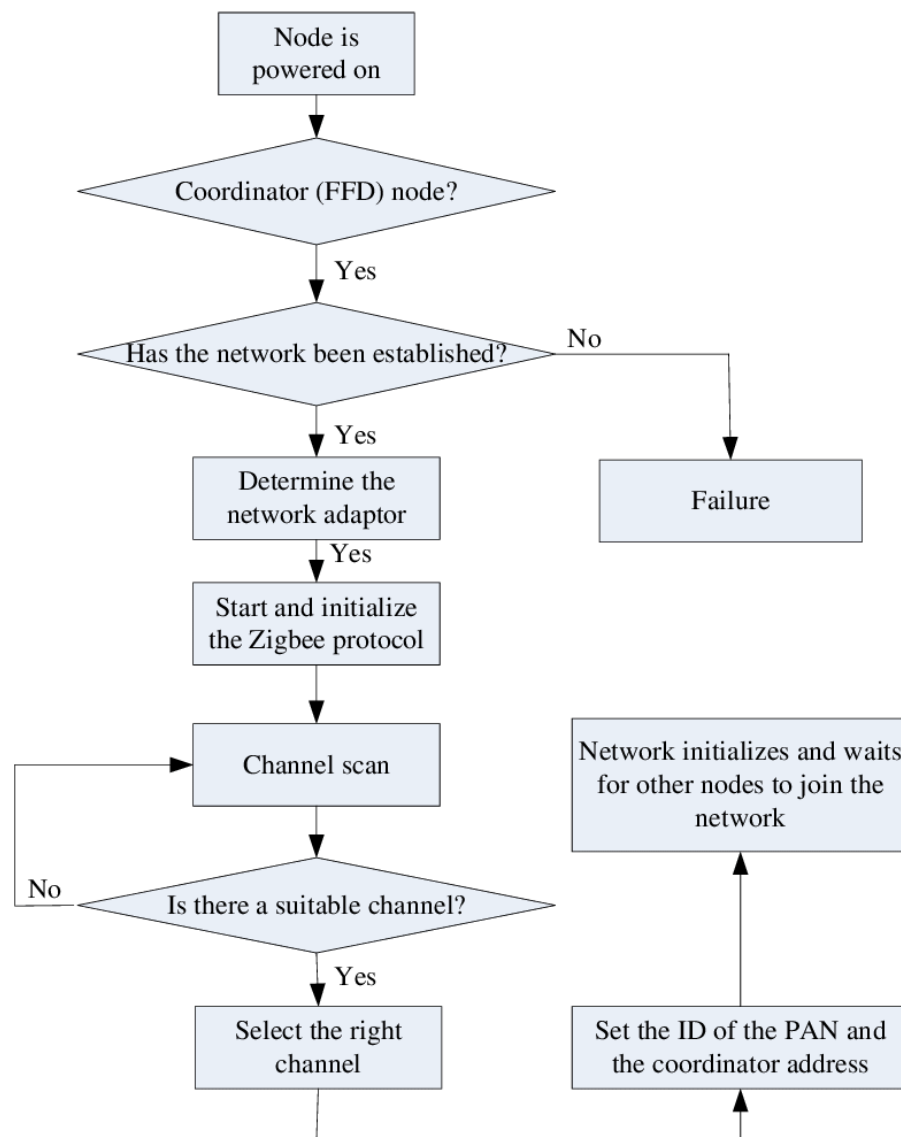 Node is
powered on
Coordinator (FFD) node?
Yes
Has the network been established?
No
Yes
Determine the
network adaptor
Failure
Yes
Start and initialize
the Zigbee protocol
Channel scan
Network initializes and waits
for other nodes to join the
network
No
Is there a suitable channel?
Yes
Select the right
channel
Set the ID of the PAN and
the coordinator address